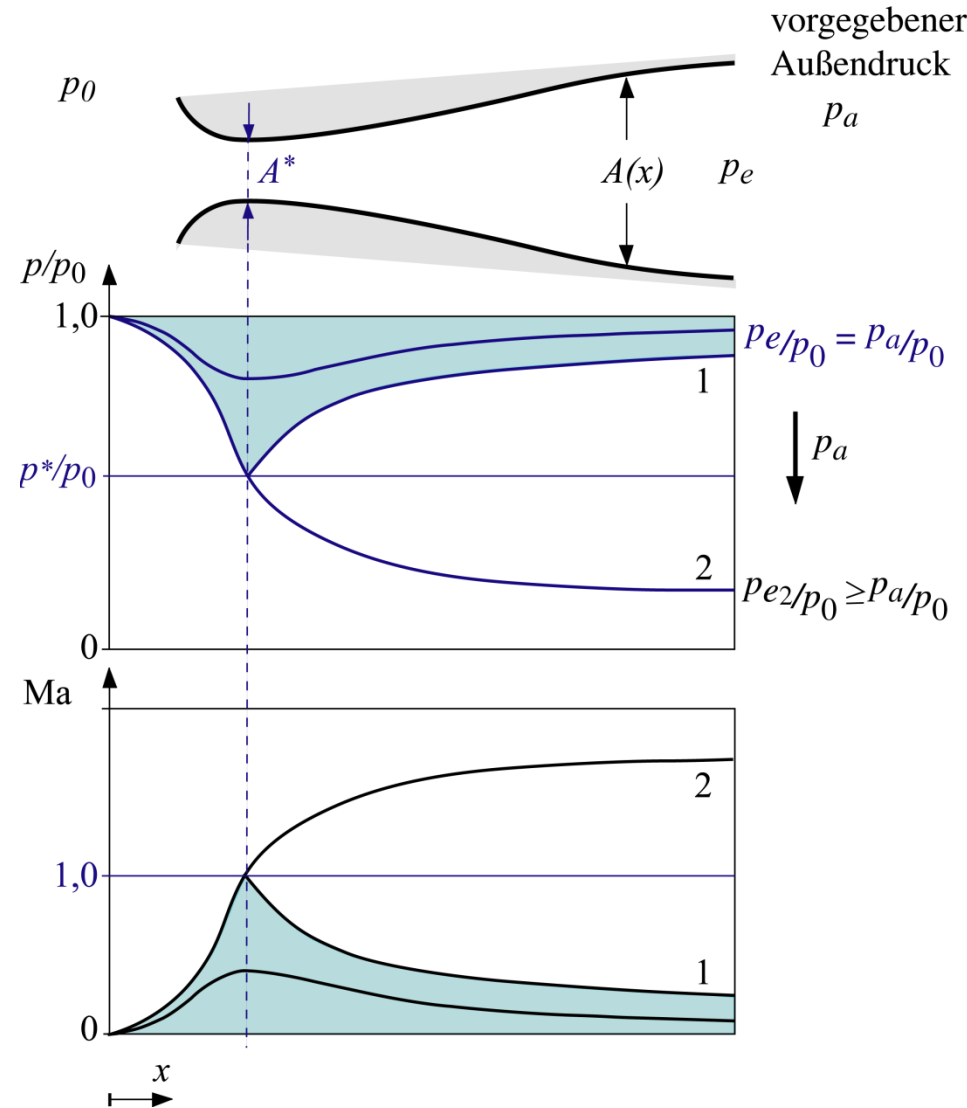 vorgegebener
Außendruck
p0
pa
A*
A(x)
pe
p/p0
1,0
pe/p0 = pa/p0
1
pa
p*/p0
2
pe2/p0 ≥ pa/p0
0
Ma
2
1,0
1
0
x